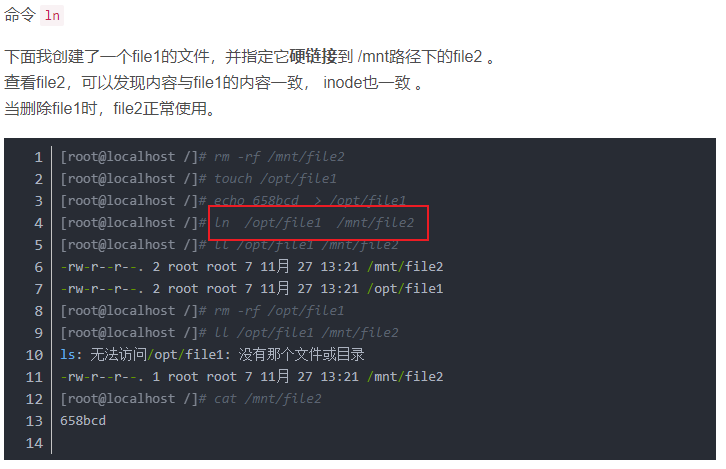 命令 ln
下面我创建了一个file1的文件，并指定它硬链接到 /mnt路径下的file2 。
查看file2，可以发现内容与file1的内容一致， inode也一致 。
当删除file1时，file2正常使用。
1 [root@localhost /]# rm -rf /mnt/file2
2 [root@localhost /]# touch /opt/file1
3 [root@localhost /]# echo 658bcd  > /opt/file1
4 [root@localhost /]# ln  /opt/file1  /mnt/file2
5 [root@localhost /]# ll /opt/file1 /mnt/file2
6 -rw-r--r--. 2 root root 7 11月 27 13:21 /mnt/file2
7 -rw-r--r--. 2 root root 7 11月 27 13:21 /opt/file1
8 [root@localhost /]# rm -rf /opt/file1
9 [root@localhost /]# ll /opt/file1 /mnt/file2
10 ls: 无法访问/opt/file1: 没有那个文件或目录
11 -rw-r--r--. 1 root root 7 11月 27 13:21 /mnt/file2
12 [root@localhost /]# cat /mnt/file2
13 658bcd
14